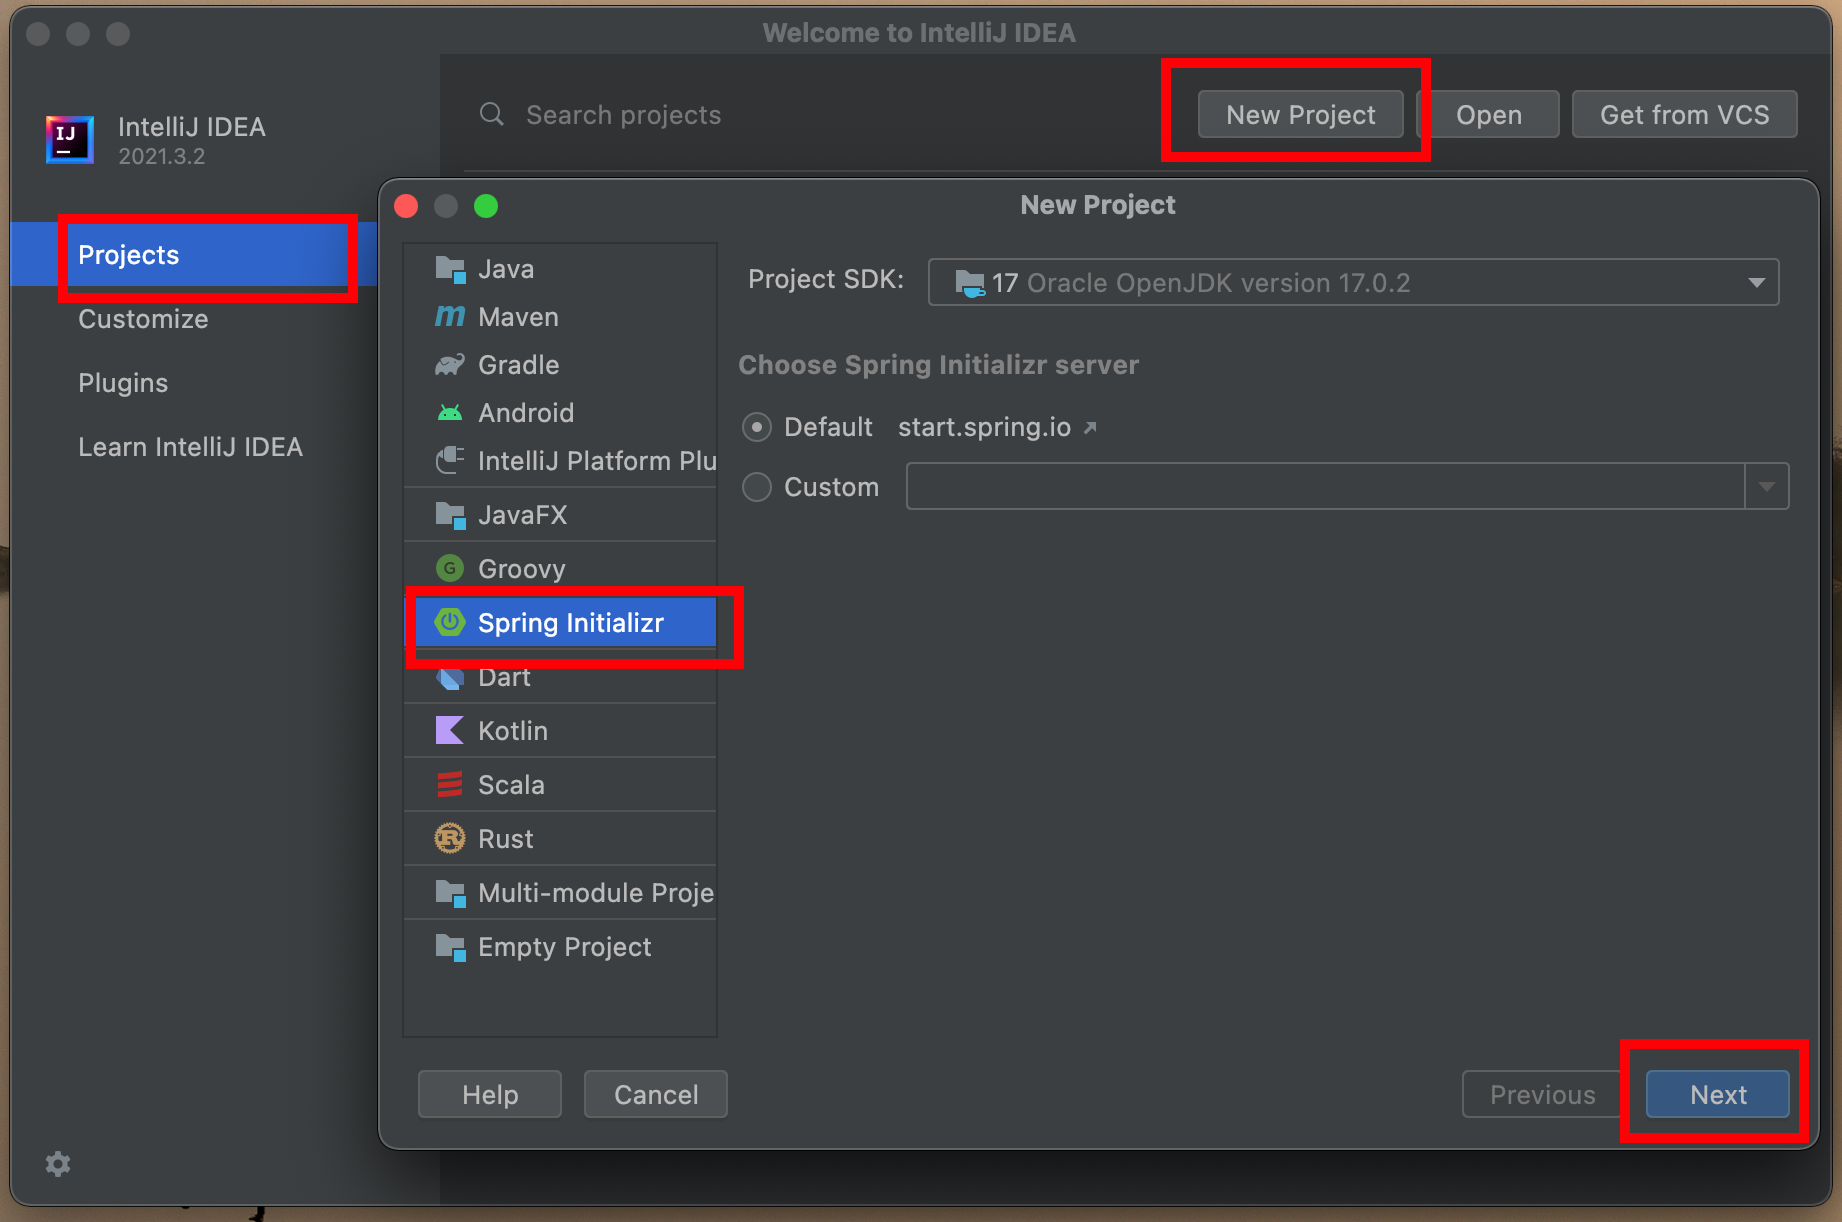 Welcome to IntelliJ IDEA
IJ
IntelliJ IDEA
2021.3.2
Search projects
New Project
Open
Get from VCS
Projects
Customize
Plugins
Learn IntelliJ IDEA
New Project
Java
Maven
Gradle
Android
IntelliJ Platform Plu
JavaFX
Groovy
Spring Initializr
Dart
Kotlin
Scala
Rust
Multi-module Proje
Empty Project
Project SDK: 17 Oracle OpenJDK version 17.0.2
Choose Spring Initializr server
Default start.spring.io
Custom
Help
Cancel
Previous
Next